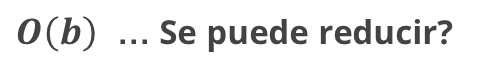 O(b) ... Se puede reducir?